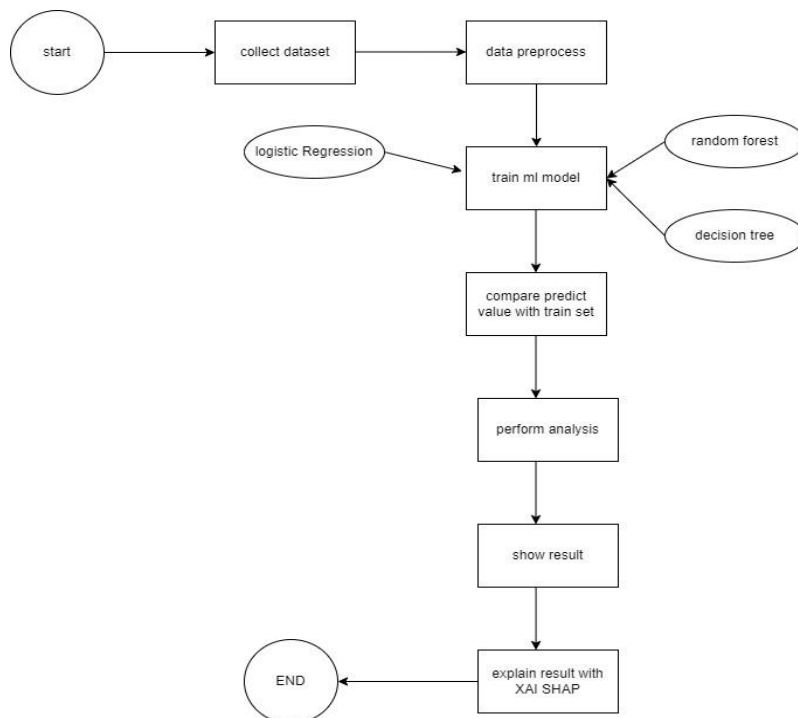 start
collect dataset
data preprocess
logistic Regression
train ml model
random forest
decision tree
compare predict
value with train set
perform analysis
show result
explain result with
XAI SHAP
END